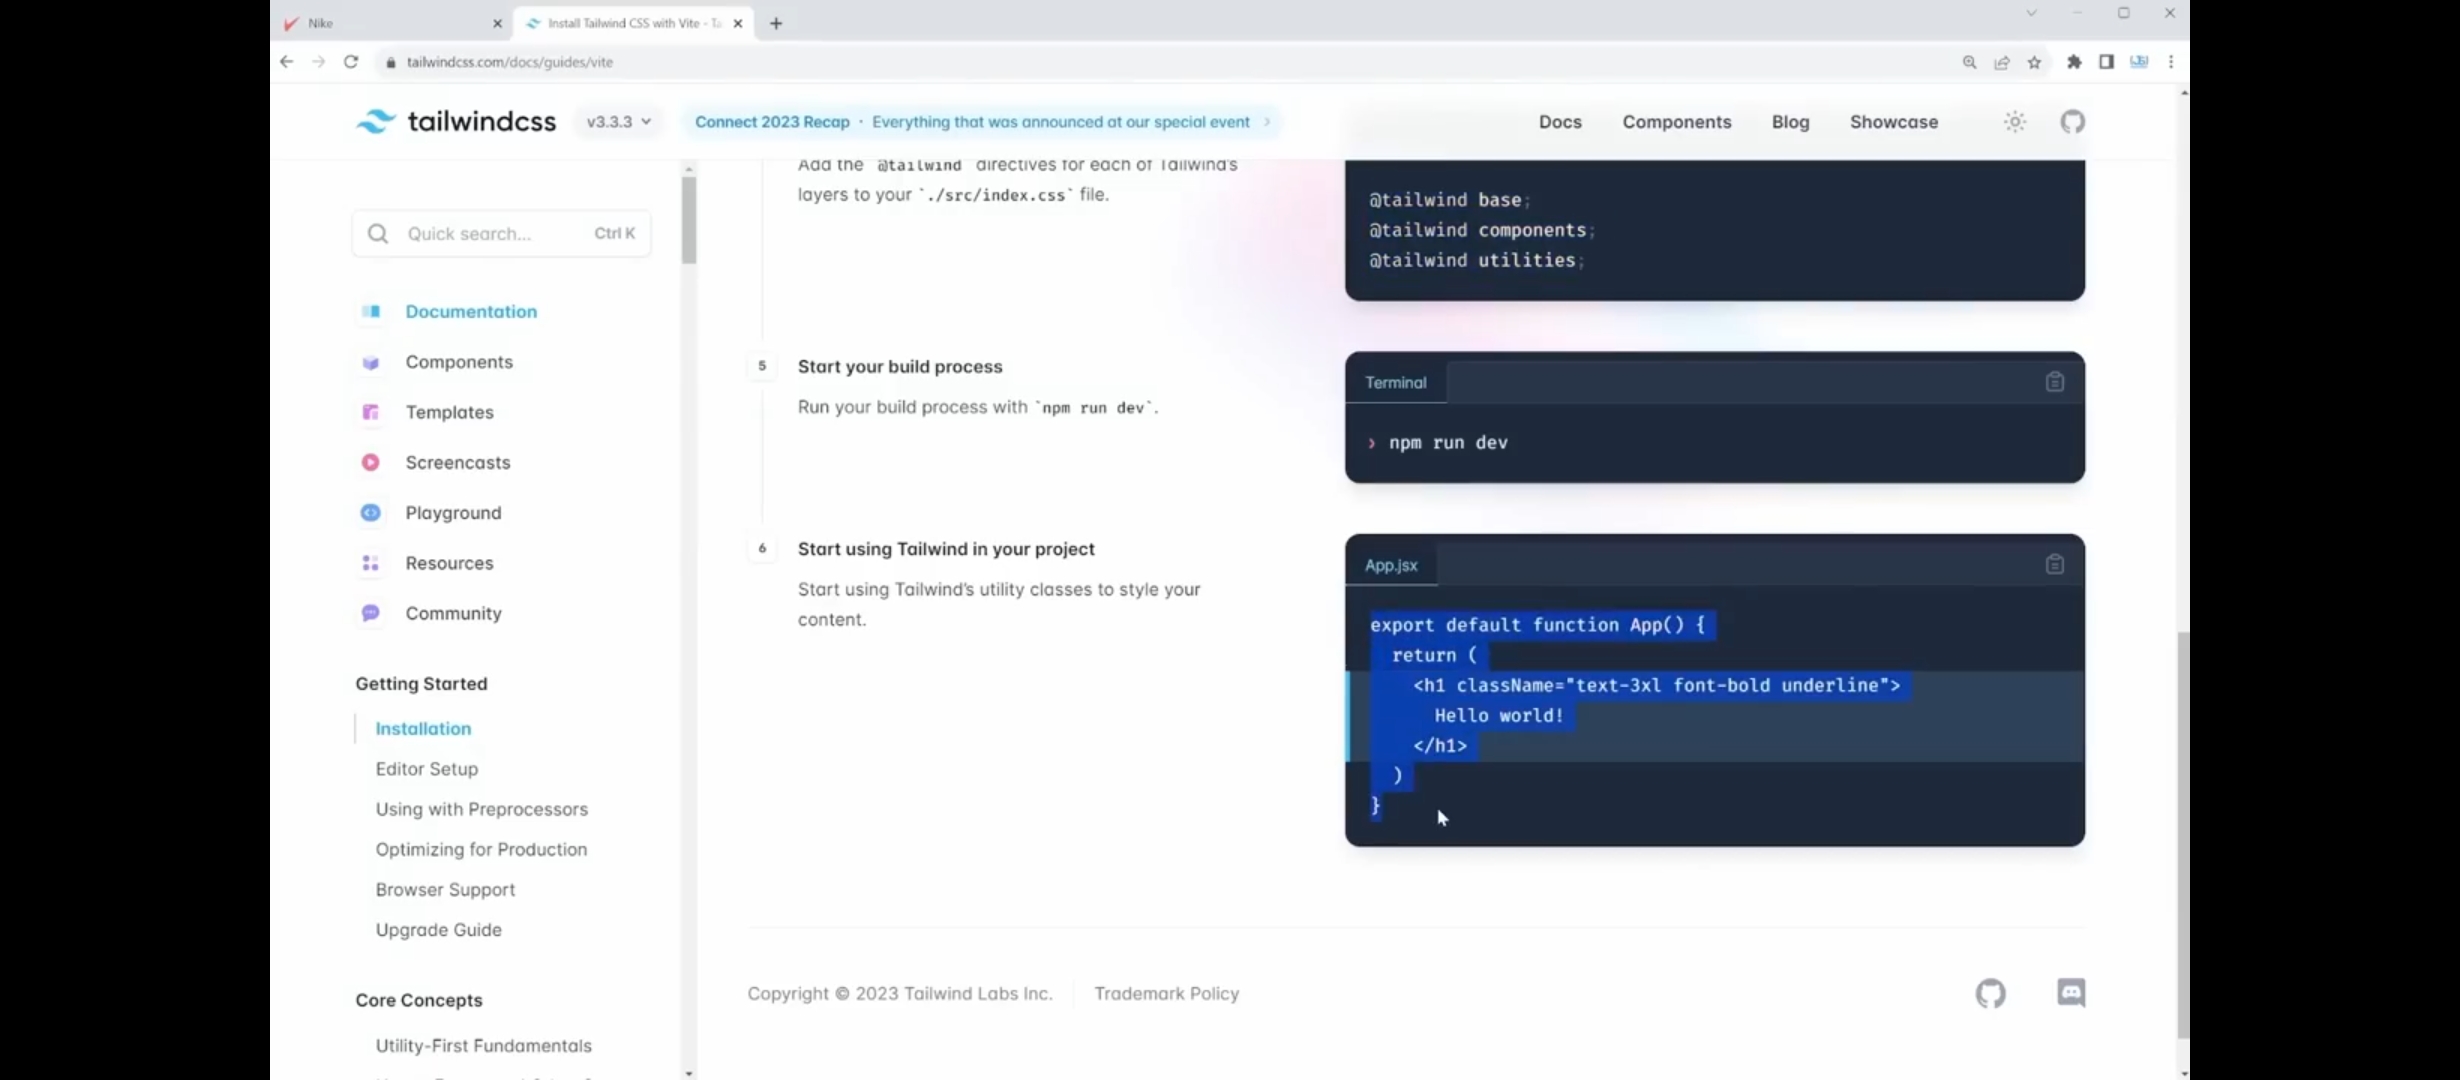 Nike
Install Tailwind CSS with Vite - Ta
tailwindcss.com/docs/guides/vite
tailwindcss
v3.3.3
Connect 2023 Recap · Everything that was announced at our special event
Docs
Components
Blog
Showcase
Quick search...
Ctrl K
Documentation
Components
Templates
Screencasts
Playground
Resources
Community
Getting Started
Installation
Editor Setup
Using with Preprocessors
Optimizing for Production
Browser Support
Upgrade Guide
Core Concepts
Utility-First Fundamentals
Add the @tailwind directives for each of Tailwind's
layers to your `./src/index.css` file.
@tailwind base;
@tailwind components;
@tailwind utilities;
5
Start your build process
Run your build process with `npm run dev`.
Terminal
> npm run dev
6
Start using Tailwind in your project
Start using Tailwind's utility classes to style your
content.
App.jsx
export default function App() {
return (
<h1 className="text-3xl font-bold underline">
Hello world!
</h1>
)
}
Copyright © 2023 Tailwind Labs Inc.
Trademark Policy